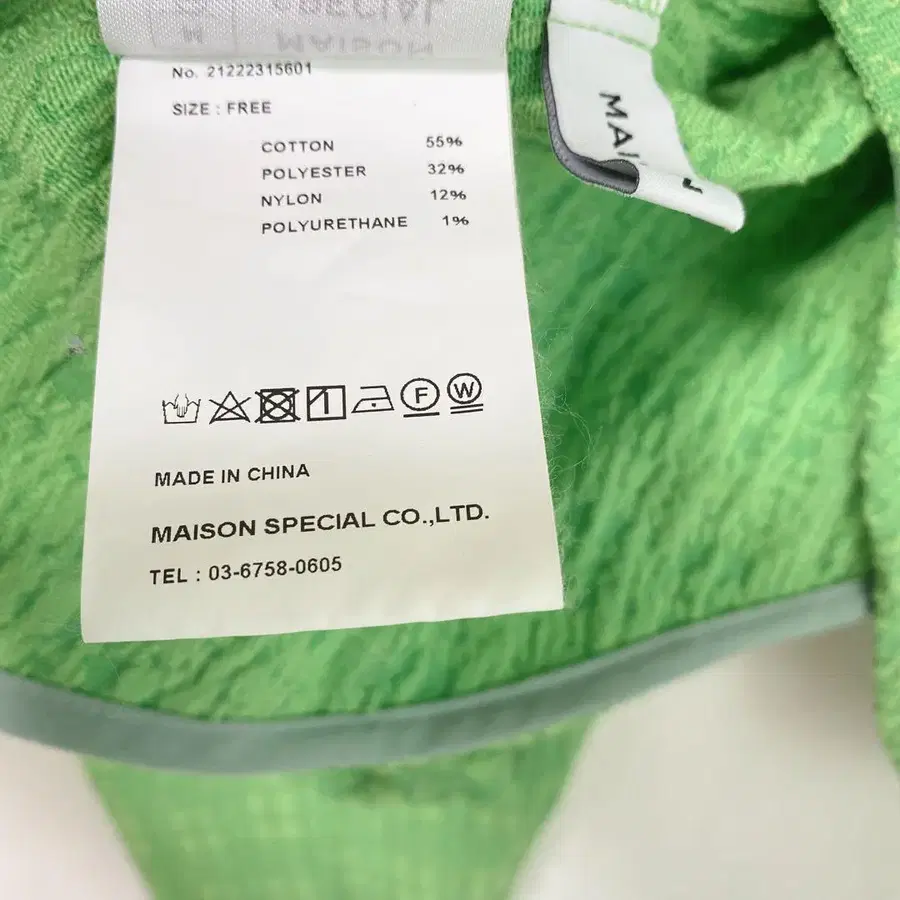 No. 21222315601
SIZE : FREE
COTTON 55%
POLYESTER 32%
NYLON 12%
POLYURETHANE 1%
F W
MADE IN CHINA
MAISON SPECIAL CO.,LTD.
TEL : 03-6758-0605